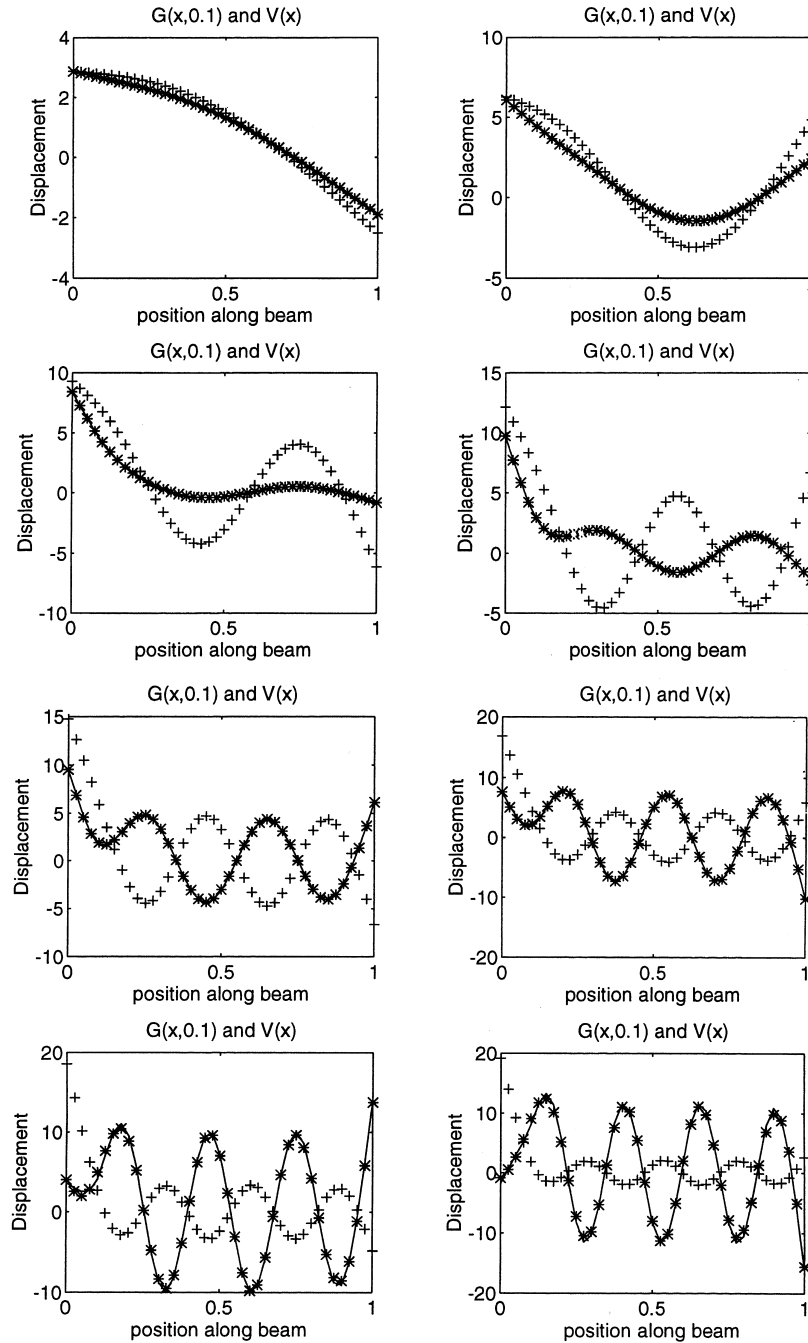 G(x,0.1) and V(x)
4
2
0
-2
-4
Displacement
0
0.5
1
position along beam
G(x,0.1) and V(x)
10
5
0
-5
Displacement
0
0.5
1
position along beam
G(x,0.1) and V(x)
10
5
0
-5
-10
Displacement
0
0.5
1
position along beam
G(x,0.1) and V(x)
15
10
5
0
-5
Displacement
0
0.5
1
position along beam
G(x,0.1) and V(x)
15
10
5
0
-5
-10
Displacement
0
0.5
1
position along beam
G(x,0.1) and V(x)
20
10
0
-10
-20
Displacement
0
0.5
1
position along beam
G(x,0.1) and V(x)
20
10
0
-10
Displacement
0
0.5
1
position along beam
G(x,0.1) and V(x)
20
10
0
-10
-20
Displacement
0
0.5
1
position along beam